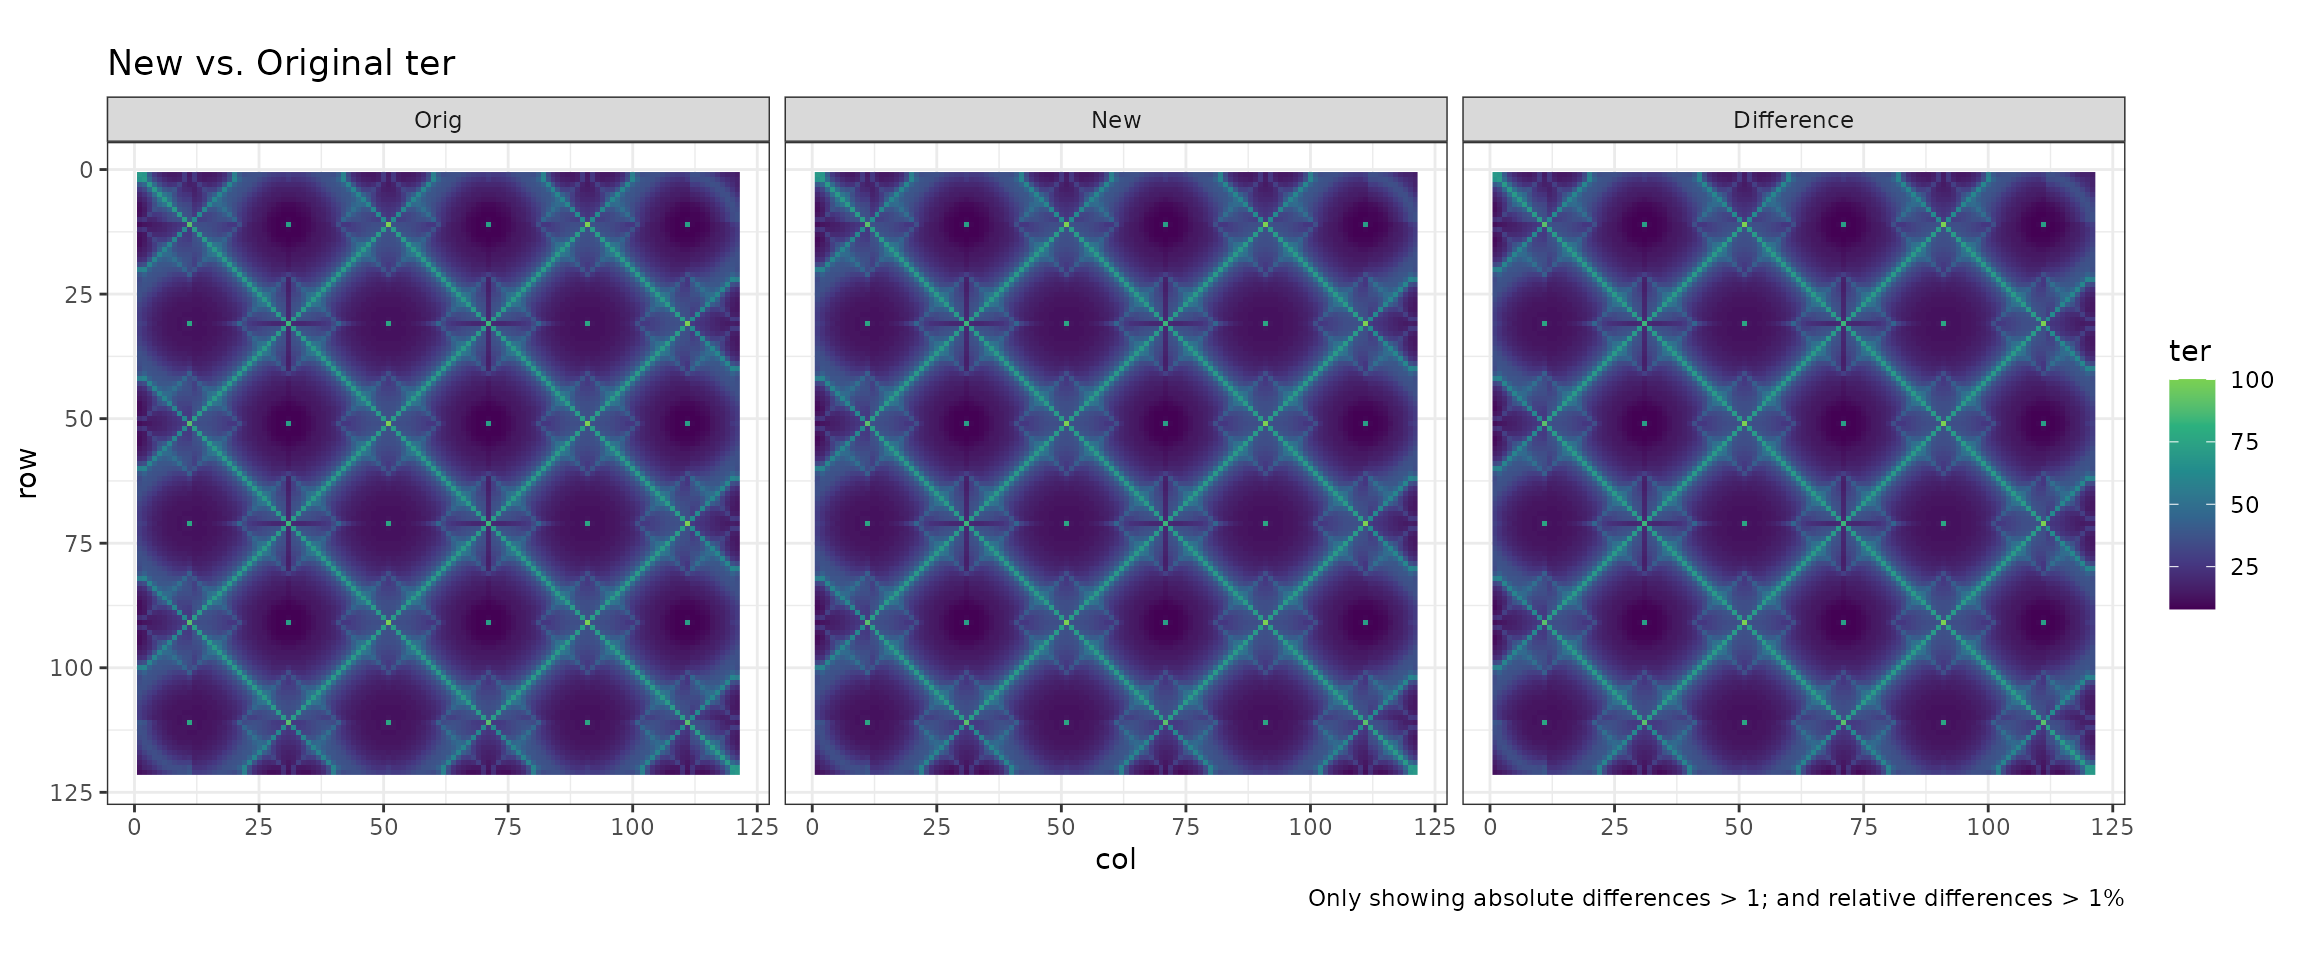 New vs. Original ter
Orig
New
Difference
0
25
50
75
100
125
row
0 25 50 75 100 125
0 25 50 75 100 125
0 25 50 75 100 125
col
ter
100
75
50
25
Only showing absolute differences > 1; and relative differences > 1%